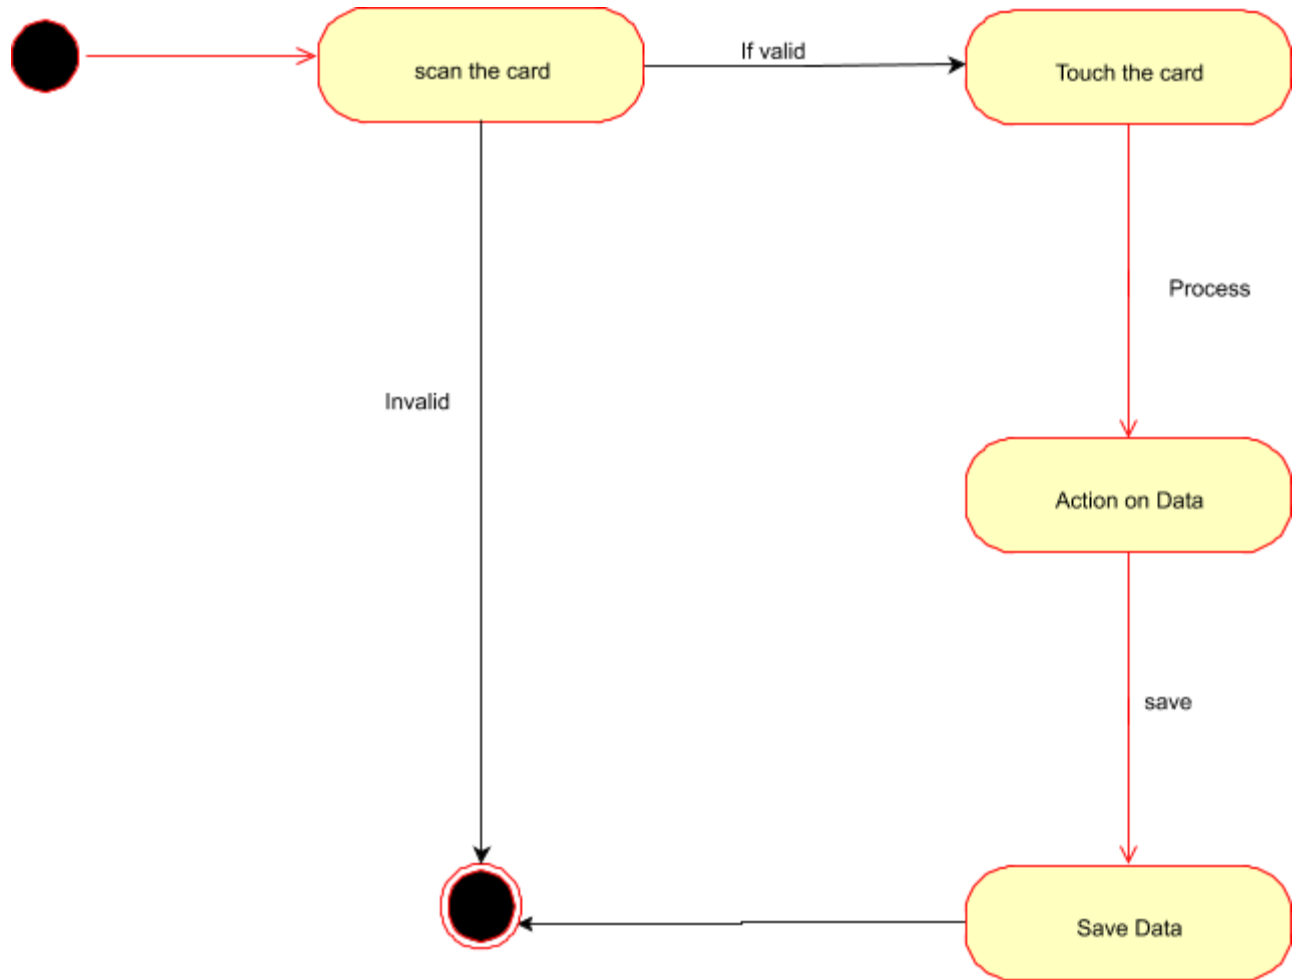 scan the card
If valid
Touch the card
Process
Invalid
Action on Data
save
Save Data